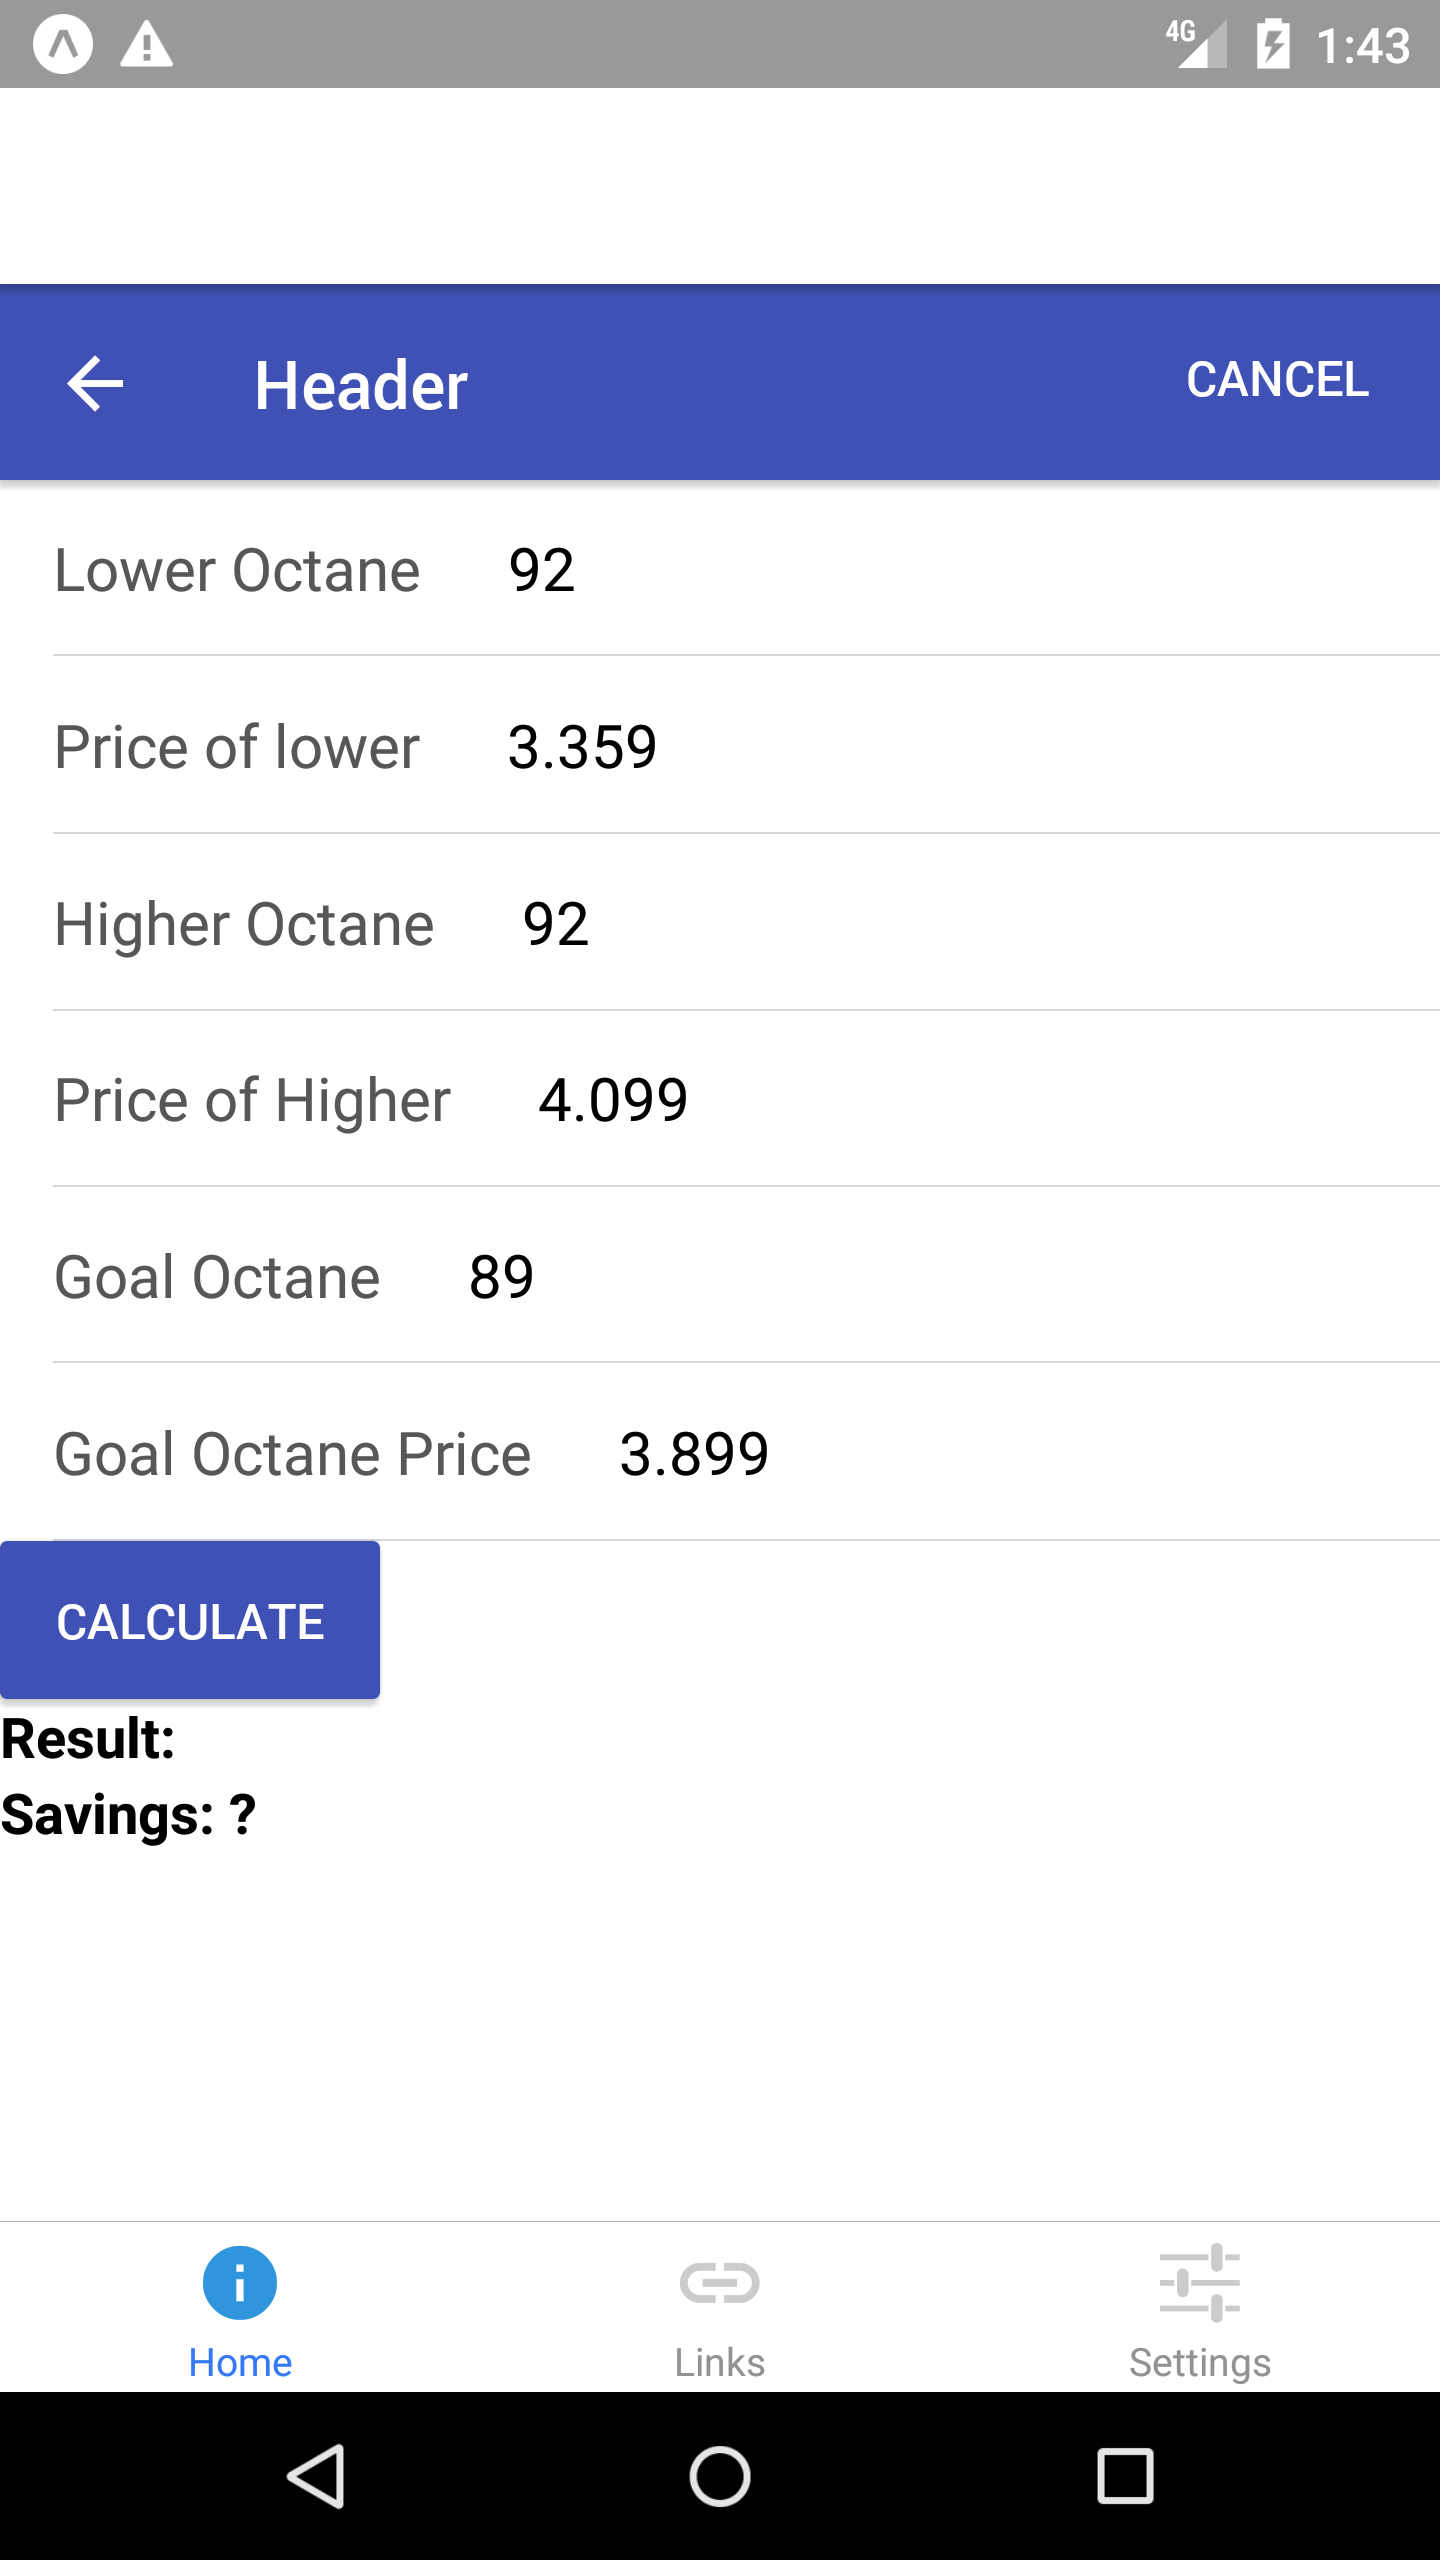 4G 1:43
Header CANCEL
Lower Octane 92
Price of lower 3.359
Higher Octane 92
Price of Higher 4.099
Goal Octane 89
Goal Octane Price 3.899
CALCULATE
Result:
Savings: ?
Home Links Settings